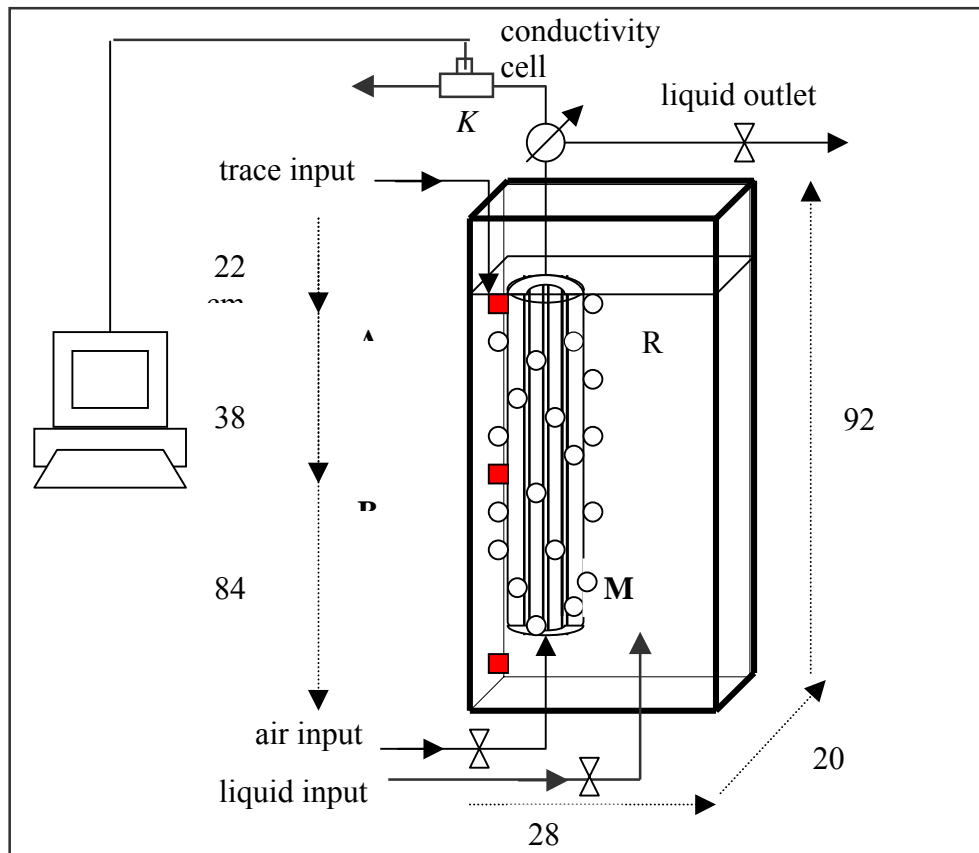 conductivity
cell
K
liquid outlet
trace input
22
R
38
92
84
M
air input
liquid input
20
28